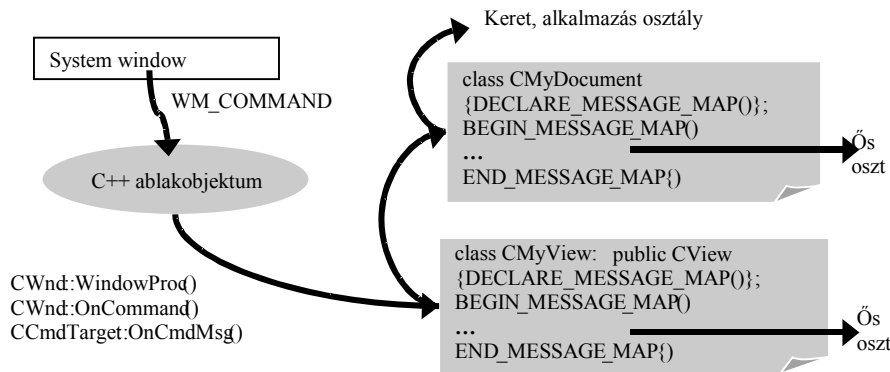 Keret, alkalmazás osztály
System window
WM_COMMAND
class CMyDocument
{DECLARE_MESSAGE_MAP()};
BEGIN_MESSAGE_MAP()
...
END_MESSAGE_MAP{)
Ős
oszt
C++ ablakobjektum
class CMyView: public CView
{DECLARE_MESSAGE_MAP()};
BEGIN_MESSAGE_MAP()
...
END_MESSAGE_MAP{)
Ős
oszt
CWnd::WindowProc()
CWnd::OnCommand()
CCmdTarget:OnCmdMsg()